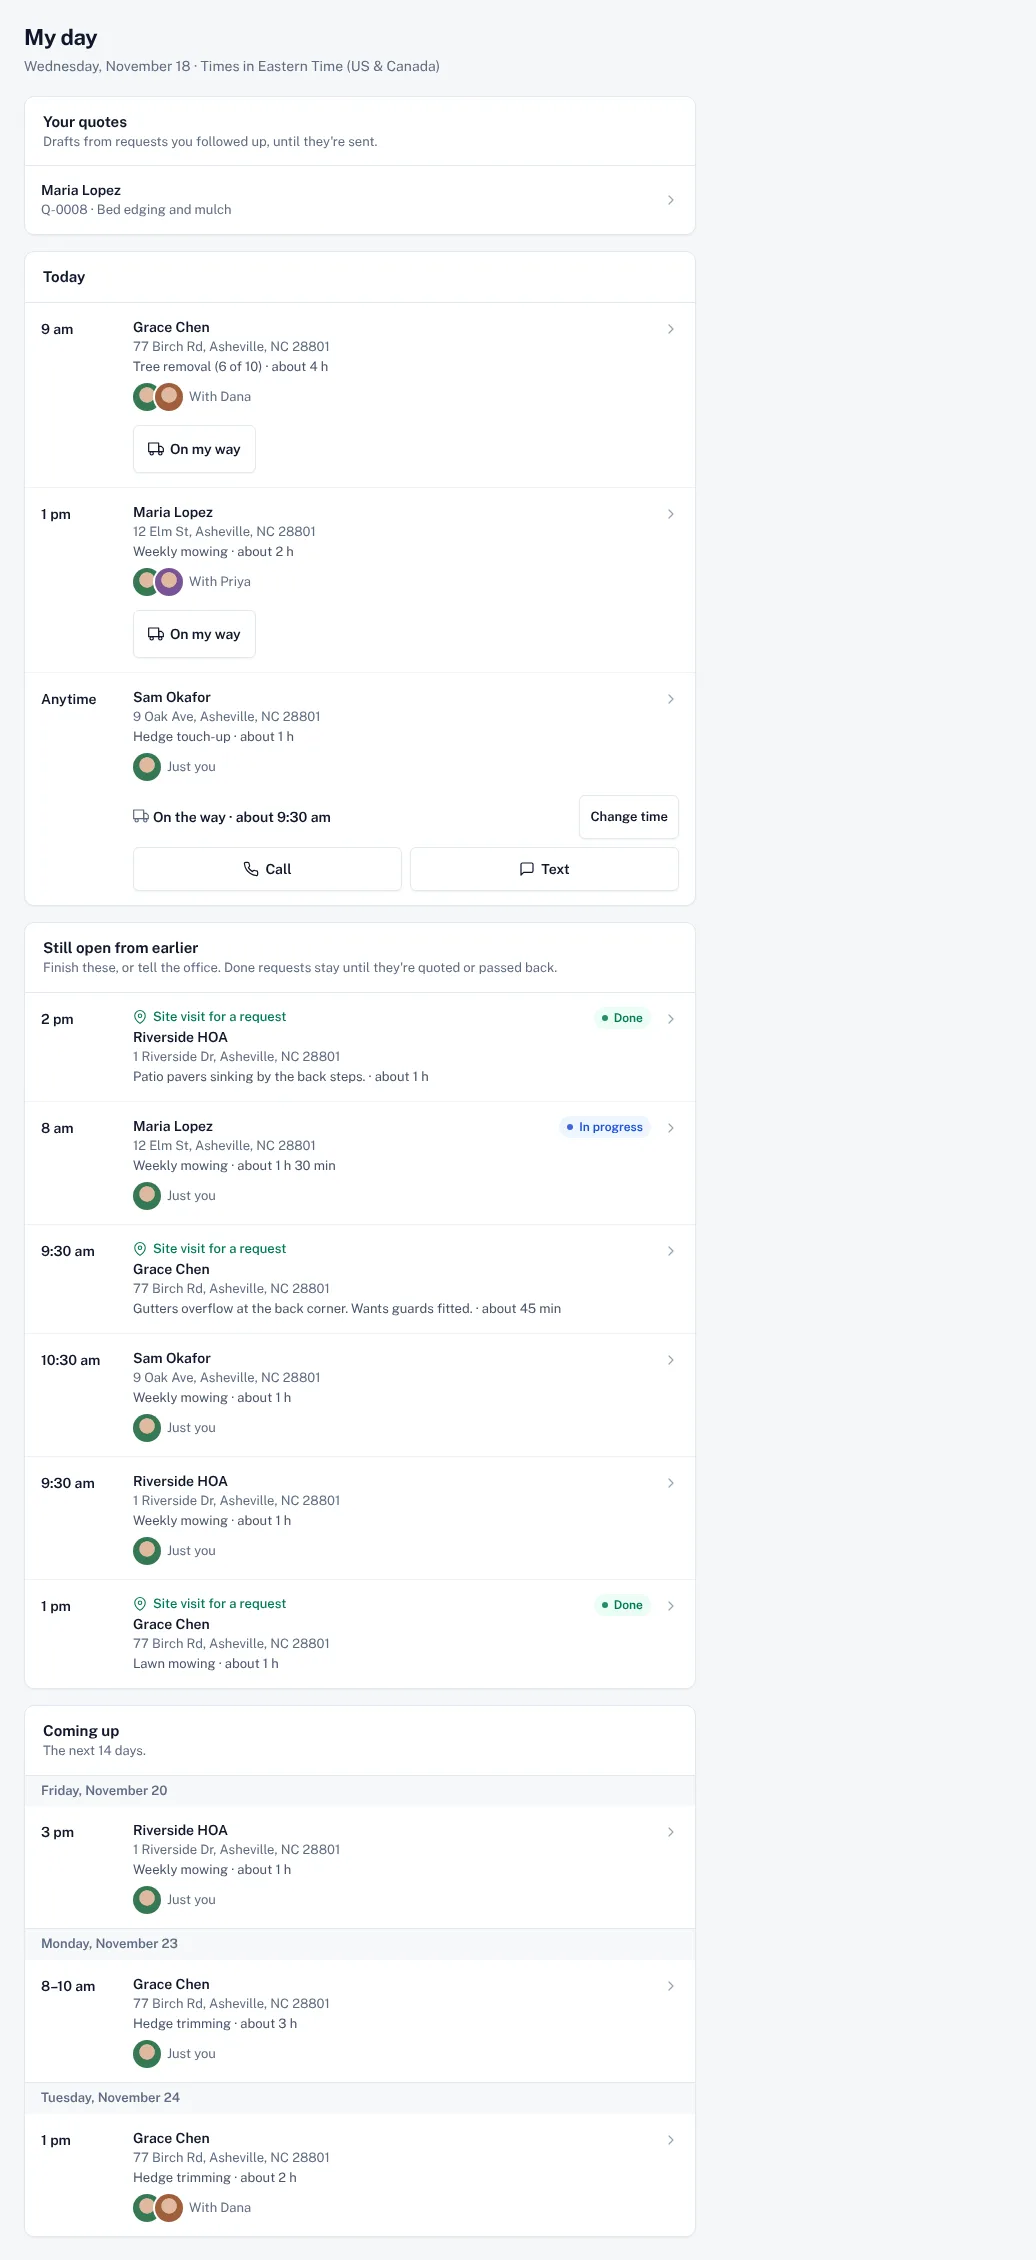 My day
Wednesday, November 18 · Times in Eastern Time (US & Canada)
Your quotes
Drafts from requests you followed up, until they're sent.
Maria Lopez
Q-0008 · Bed edging and mulch
Today
9 am
Grace Chen
77 Birch Rd, Asheville, NC 28801
Tree removal (6 of 10) · about 4 h
With Dana
On my way
1 pm
Maria Lopez
12 Elm St, Asheville, NC 28801
Weekly mowing · about 2 h
With Priya
On my way
Anytime
Sam Okafor
9 Oak Ave, Asheville, NC 28801
Hedge touch-up · about 1 h
Just you
On the way · about 9:30 am
Change time
Call
Text
Still open from earlier
Finish these, or tell the office. Done requests stay until they're quoted or passed back.
2 pm
Site visit for a request
Done
Riverside HOA
1 Riverside Dr, Asheville, NC 28801
Patio pavers sinking by the back steps. · about 1 h
8 am
Maria Lopez
In progress
12 Elm St, Asheville, NC 28801
Weekly mowing · about 1 h 30 min
Just you
9:30 am
Site visit for a request
Grace Chen
77 Birch Rd, Asheville, NC 28801
Gutters overflow at the back corner. Wants guards fitted. · about 45 min
10:30 am
Sam Okafor
9 Oak Ave, Asheville, NC 28801
Weekly mowing · about 1 h
Just you
9:30 am
Riverside HOA
1 Riverside Dr, Asheville, NC 28801
Weekly mowing · about 1 h
Just you
1 pm
Site visit for a request
Done
Grace Chen
77 Birch Rd, Asheville, NC 28801
Lawn mowing · about 1 h
Coming up
The next 14 days.
Friday, November 20
3 pm
Riverside HOA
1 Riverside Dr, Asheville, NC 28801
Weekly mowing · about 1 h
Just you
Monday, November 23
8–10 am
Grace Chen
77 Birch Rd, Asheville, NC 28801
Hedge trimming · about 3 h
Just you
Tuesday, November 24
1 pm
Grace Chen
77 Birch Rd, Asheville, NC 28801
Hedge trimming · about 2 h
With Dana